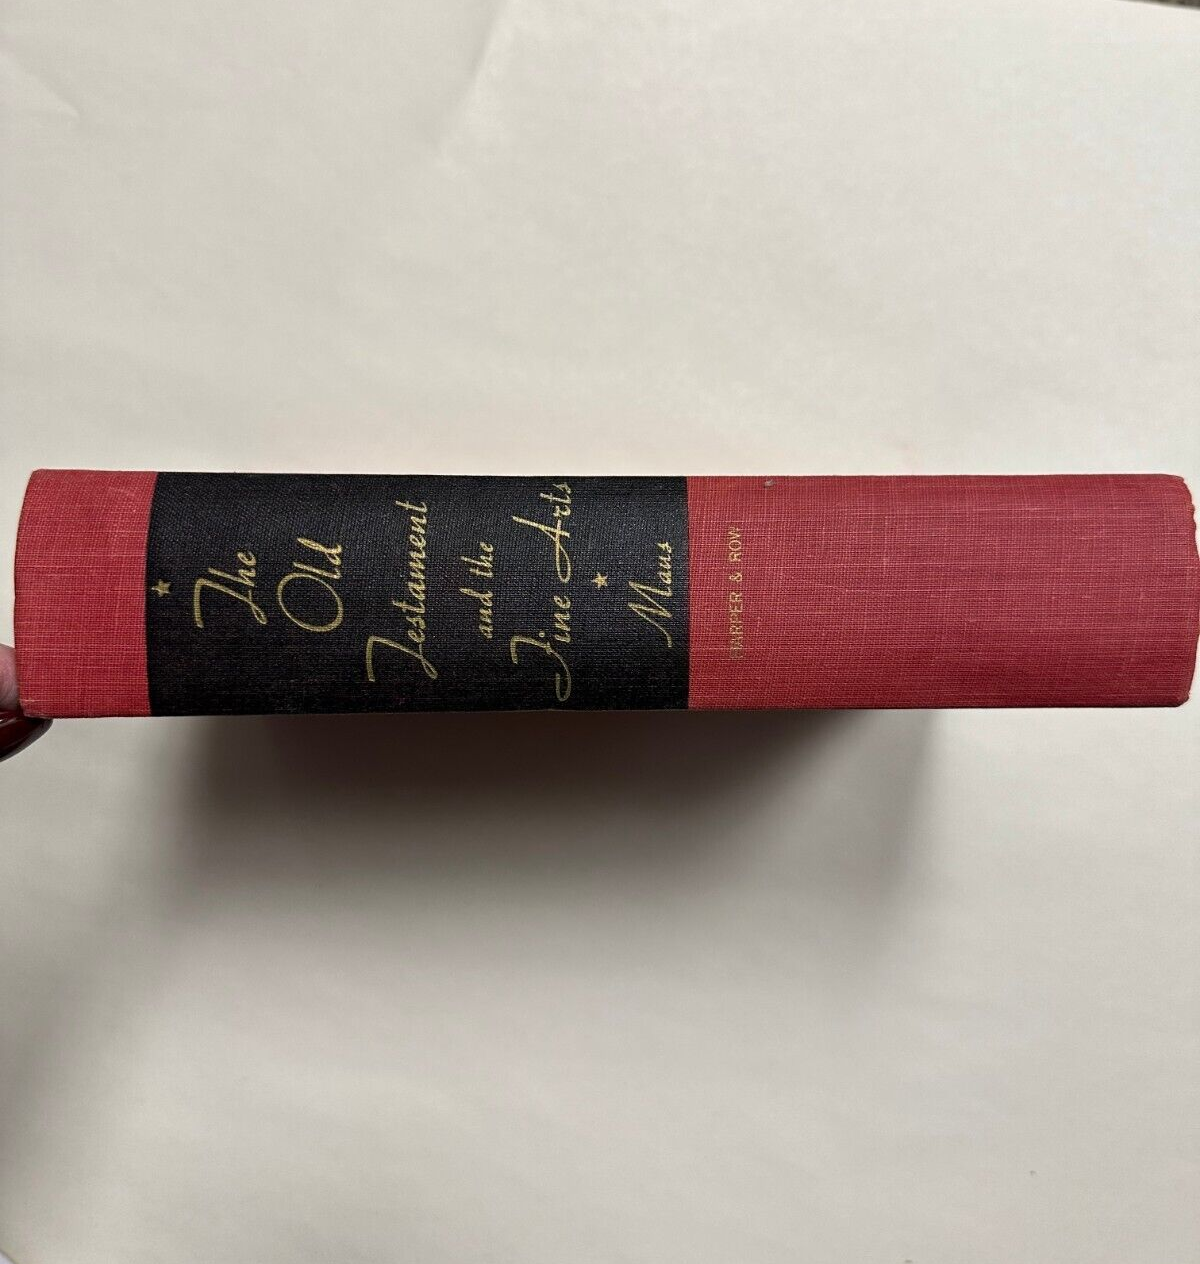 The
Old
Testament
and the
Fine Arts
Maus
HARPER & ROW